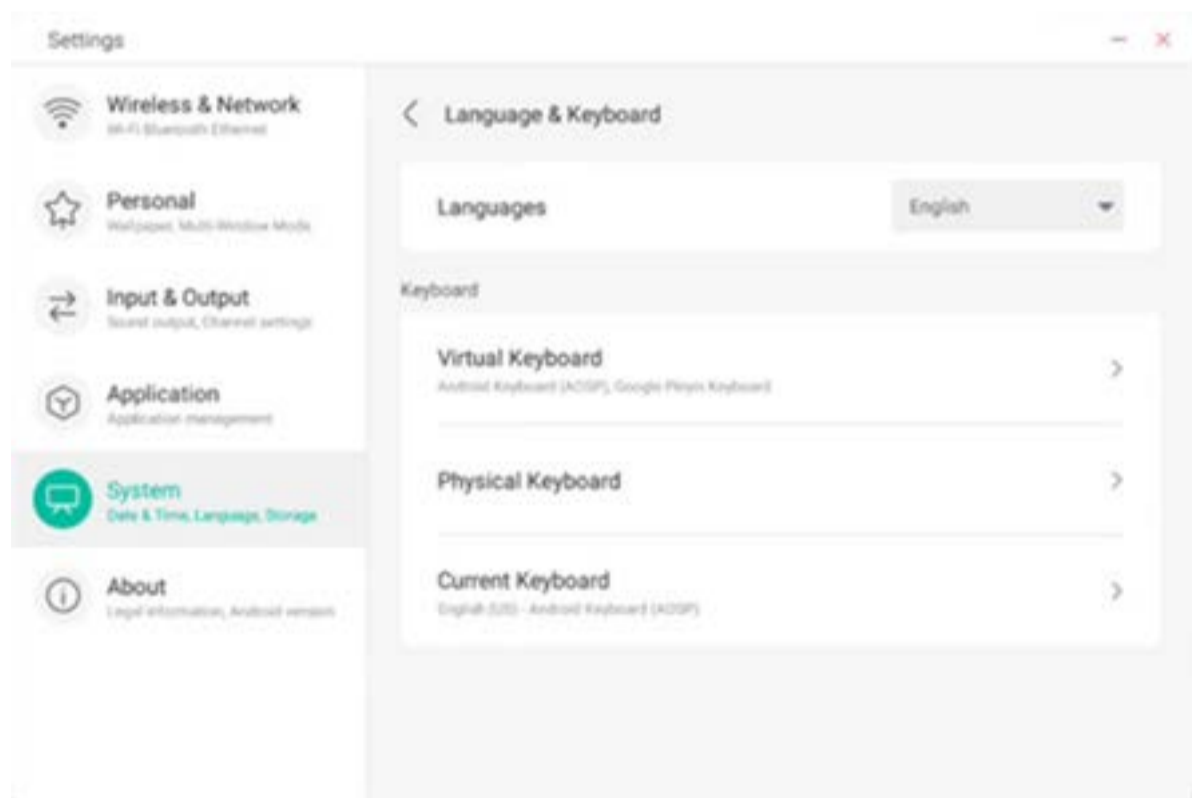 Settings
Wireless & Network
Wi-Fi Bluetooth Ethernet
Personal
Wallpaper, Multi-Window Mode
Input & Output
Sound output, Channel settings
Application
Application management
System
Date & Time, Language, Storage
About
Legal information, Android version
Language & Keyboard
Languages
English
Keyboard
Virtual Keyboard
Android Keyboard (AOSP), Google Pinyin Keyboard
Physical Keyboard
Current Keyboard
English (US) - Android Keyboard (AOSP)